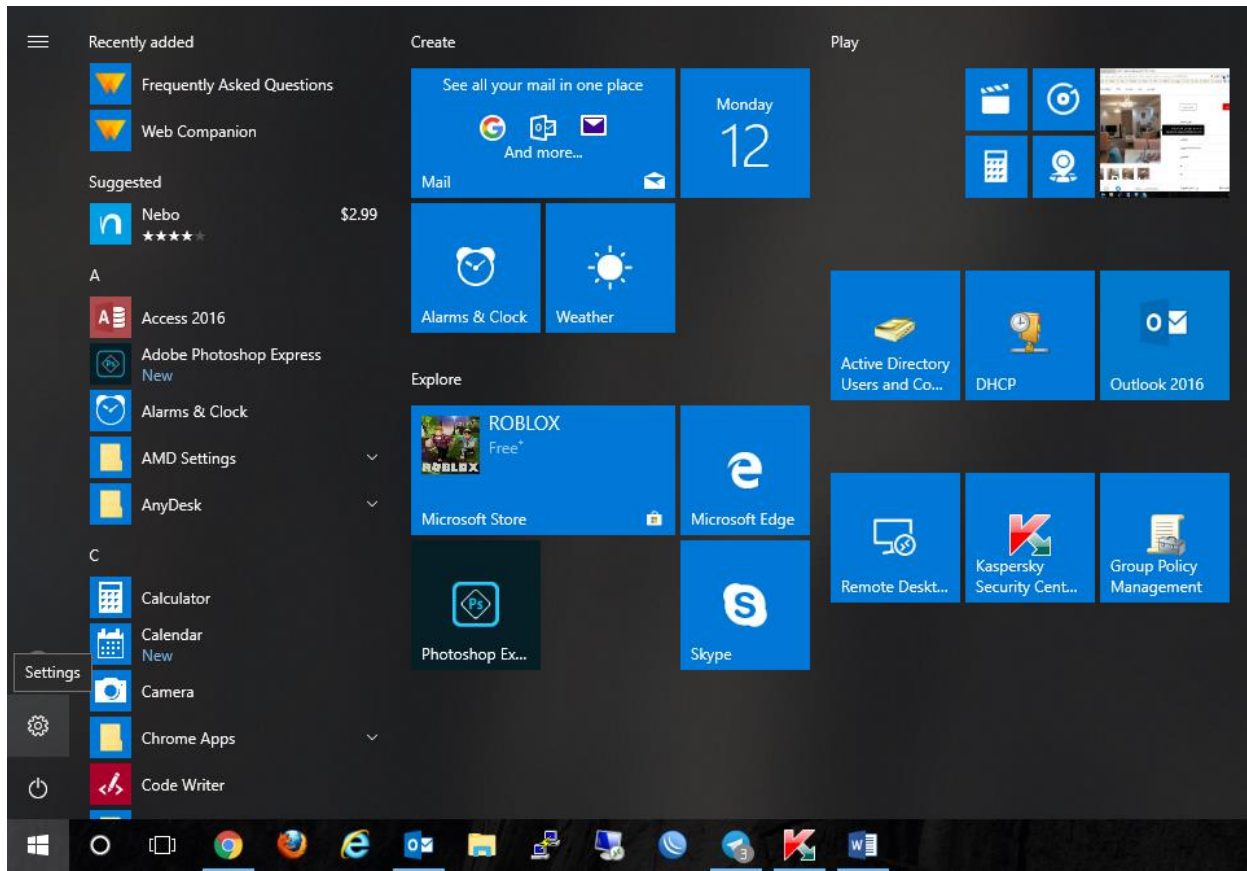 Recently added
Frequently Asked Questions
Web Companion
Suggested
Nebo $2.99
A
Access 2016
Adobe Photoshop Express
New
Alarms & Clock
AMD Settings
AnyDesk
C
Calculator
Calendar
New
Settings
Camera
Chrome Apps
Code Writer
Create
See all your mail in one place
And more...
Mail
Monday
12
Alarms & Clock
Weather
Explore
ROBLOX
Free+
ROBLOX
Microsoft Store
Microsoft Edge
Photoshop Ex...
Skype
Play
Active Directory
Users and Co...
DHCP
Outlook 2016
Remote Deskt...
Kaspersky
Security Cent...
Group Policy
Management
3